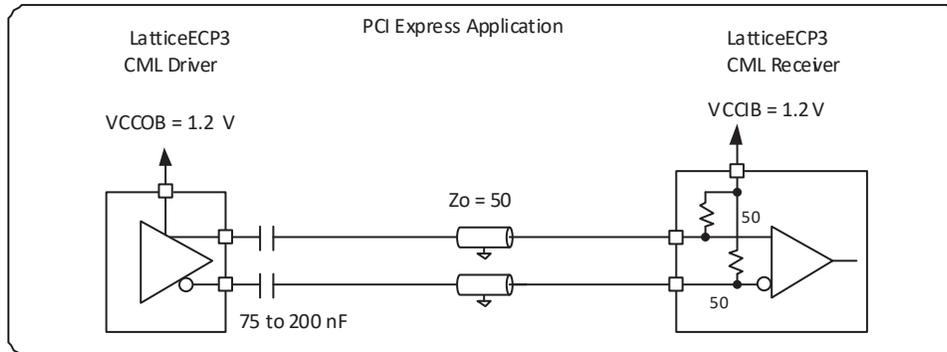 PCI Express Application
LatticeECP3
CML Driver
LatticeECP3
CML Receiver
VCCOB = 1.2 V
VCCIB = 1.2 V
Zo = 50
50
50
75 to 200 nF